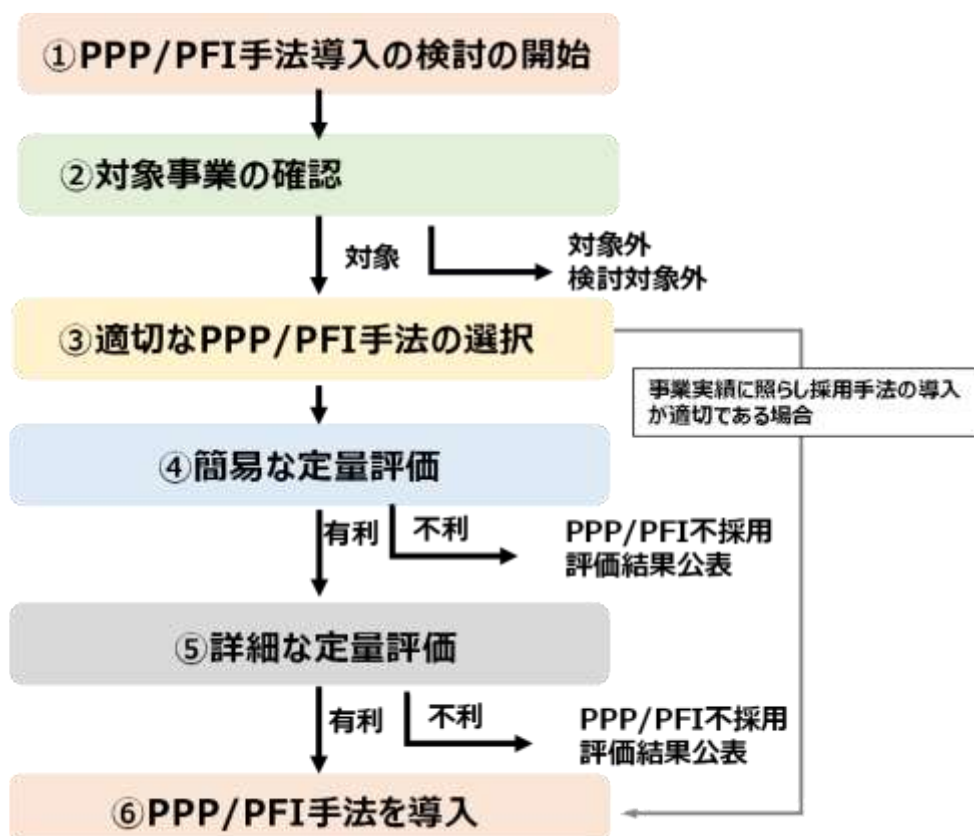 ①PPP/PFI手法導入の検討の開始
②対象事業の確認
対象
対象外
検討対象外
③適切なPPP/PFI手法の選択
事業実績に照らし採用手法の導入
が適切である場合
④簡易な定量評価
有利
不利
PPP/PFI不採用
評価結果公表
⑤詳細な定量評価
有利
不利
PPP/PFI不採用
評価結果公表
⑥PPP/PFI手法を導入